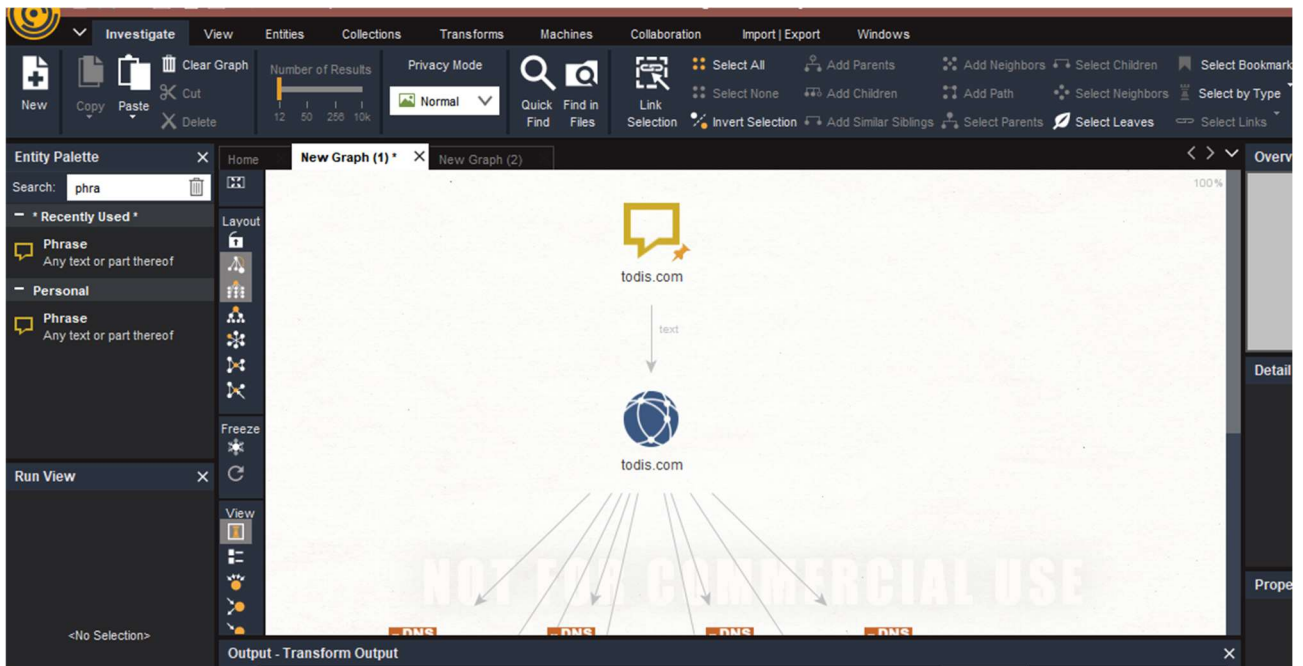 Investigate View Entities Collections Transforms Machines Collaboration Import | Export Windows
New
Copy
Paste
Clear Graph
Cut
Delete
Number of Results
12 50 256 10k
Privacy Mode
Normal
Quick Find
Find in Files
Link Selection
Select All
Select None
Invert Selection
Add Parents
Add Children
Add Similar Siblings
Add Neighbors
Add Path
Select Parents
Select Children
Select Neighbors
Select Leaves
Select Bookmark
Select by Type
Select Links
Entity Palette
Search: phra
* Recently Used *
Phrase
Any text or part thereof
Personal
Phrase
Any text or part thereof
Run View
<No Selection>
Home New Graph (1) * New Graph (2)
Layout
Freeze
View
100%
todis.com
text
todis.com
NOT FOR COMMERCIAL USE
DNS DNS DNS DNS
Output - Transform Output
Overv
Detail
Prope